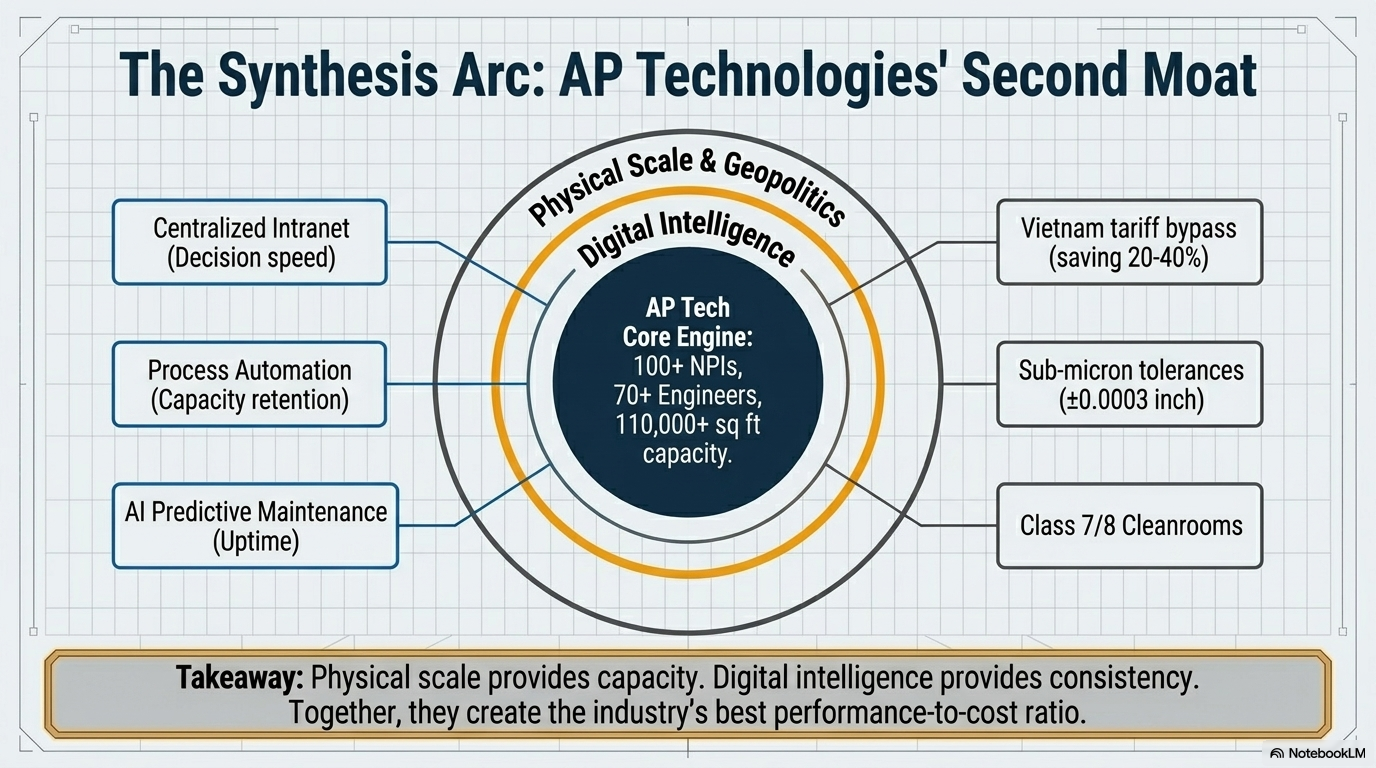 The Synthesis Arc: AP Technologies' Second Moat
Physical Scale & Geopolitics
Digital Intelligence
AP Tech
Core Engine:
100+ NPIs,
70+ Engineers,
110,000+ sq ft
capacity.
Centralized Intranet
(Decision speed)
Process Automation
(Capacity retention)
AI Predictive Maintenance
(Uptime)
Vietnam tariff bypass
(saving 20-40%)
Sub-micron tolerances
(±0.0003 inch)
Class 7/8 Cleanrooms
Takeaway: Physical scale provides capacity. Digital intelligence provides consistency.
Together, they create the industry's best performance-to-cost ratio.
NotebookLM